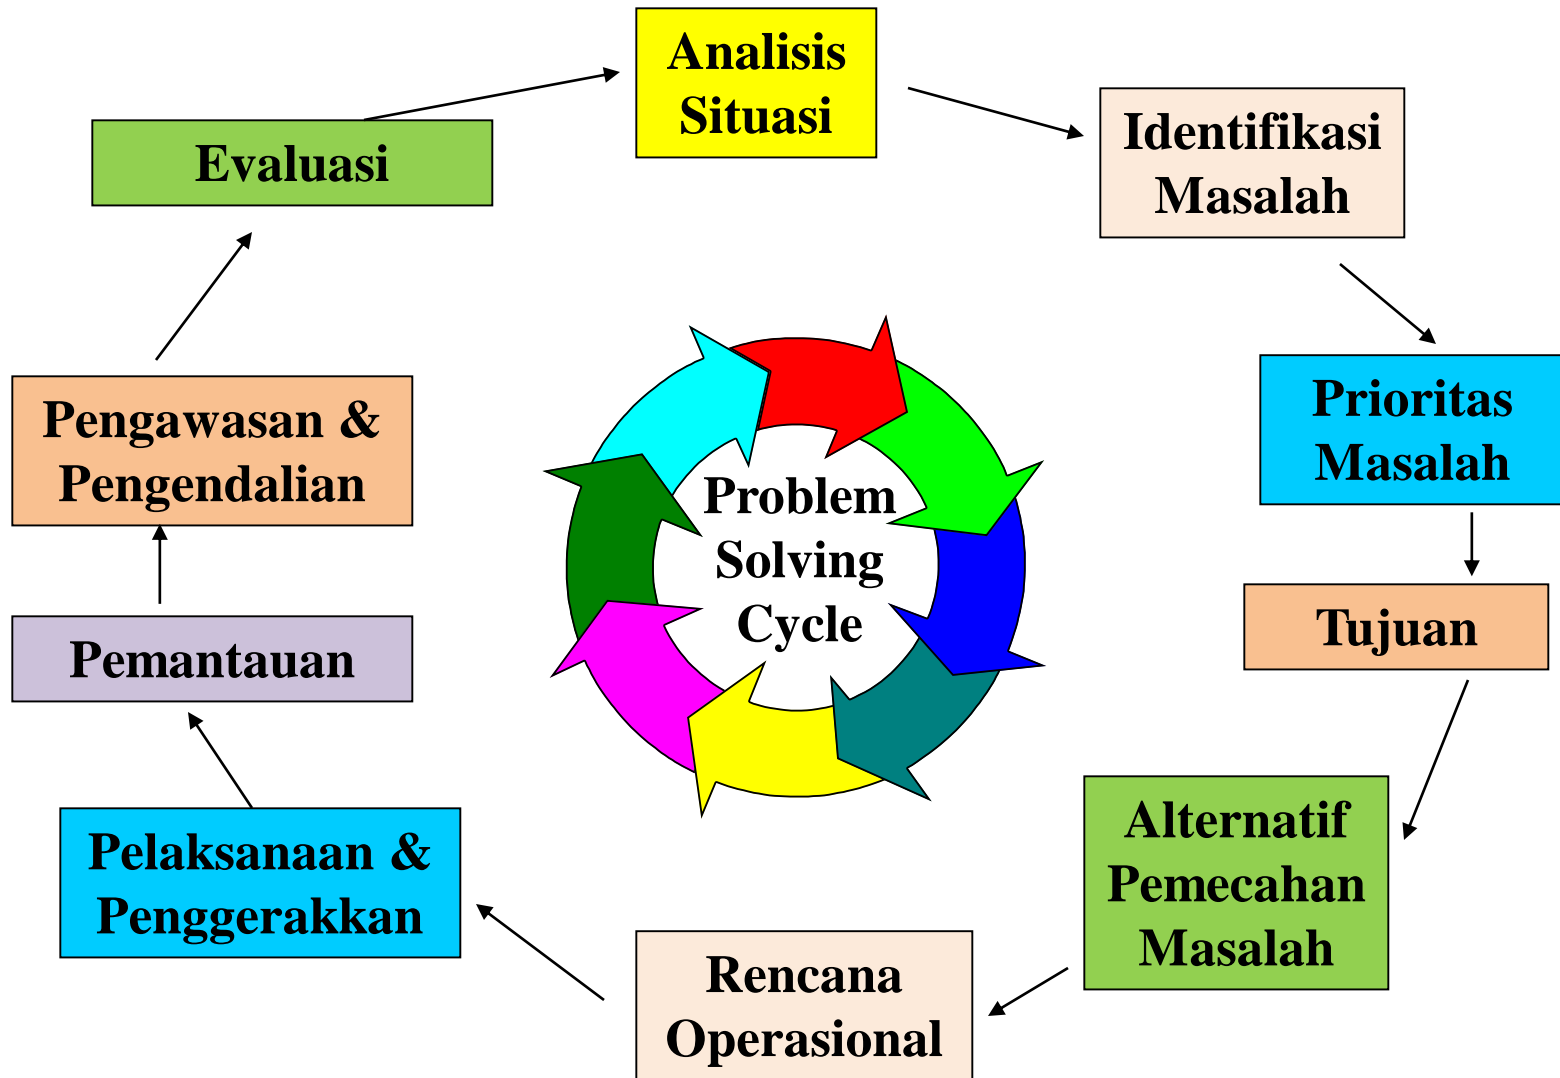 Analisis
Situasi
Identifikasi
Masalah
Prioritas
Masalah
Tujuan
Alternatif
Pemecahan
Masalah
Rencana
Operasional
Pelaksanaan &
Penggerakkan
Pemantauan
Pengawasan &
Pengendalian
Evaluasi
Problem
Solving
Cycle